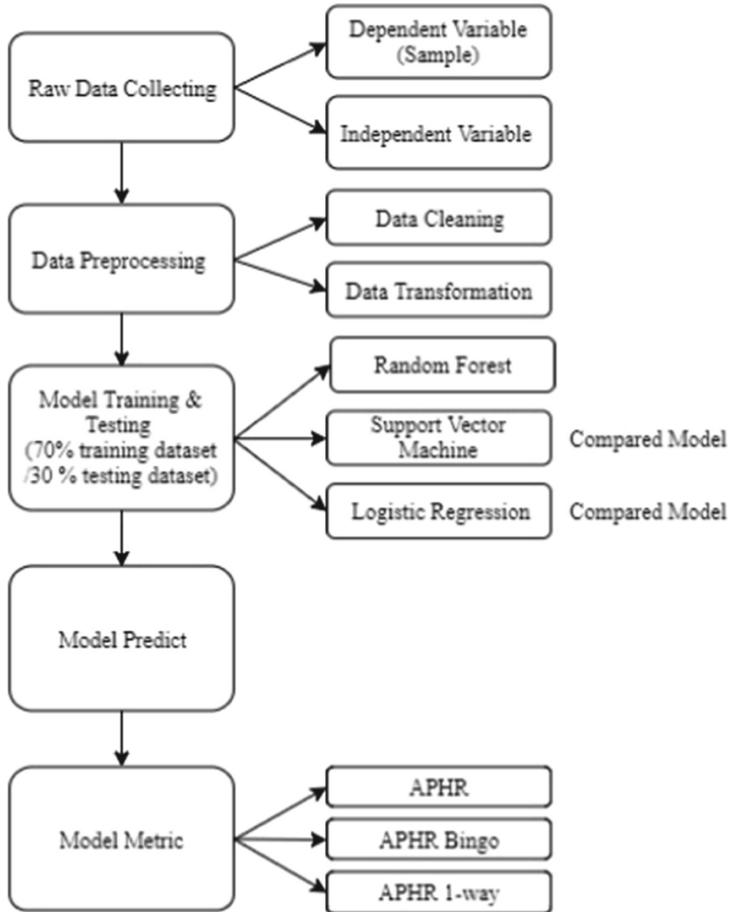 Raw Data Collecting
Dependent Variable
(Sample)
Independent Variable
Data Preprocessing
Data Cleaning
Data Transformation
Model Training &
Testing
(70% training dataset
/30 % testing dataset)
Random Forest
Support Vector
Machine
Compared Model
Logistic Regression
Compared Model
Model Predict
Model Metric
APHR
APHR Bingo
APHR 1-way